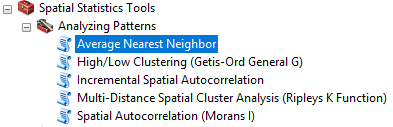 Spatial Statistics Tools
Analyzing Patterns
Average Nearest Neighbor
High/Low Clustering (Getis-Ord General G)
Incremental Spatial Autocorrelation
Multi-Distance Spatial Cluster Analysis (Ripleys K Function)
Spatial Autocorrelation (Morans I)